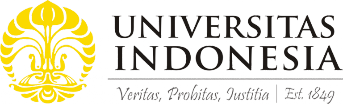 UNIVERSITAS
INDONESIA
Veritas, Probitas, Iustitia | Est. 1849